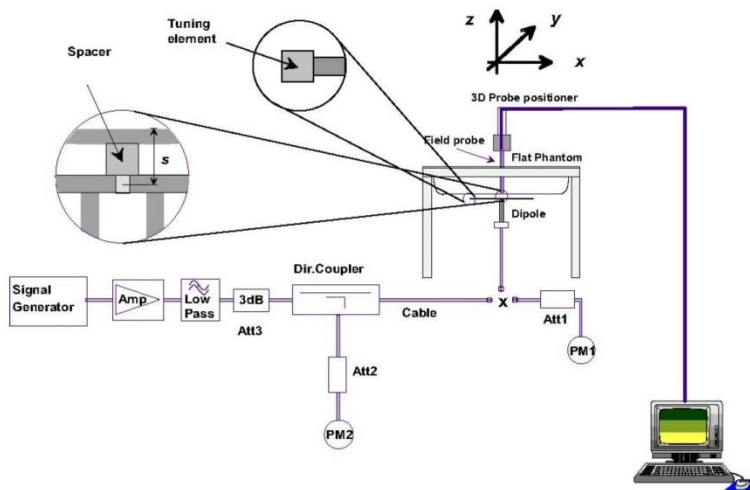 Tuning
element
Spacer
s
z
y
x
3D Probe positioner
Field probe
Flat Phantom
Dipole
Dir.Coupler
Signal
Generator
Amp
Low
Pass
3dB
Att3
Cable
x
Att1
PM1
Att2
PM2